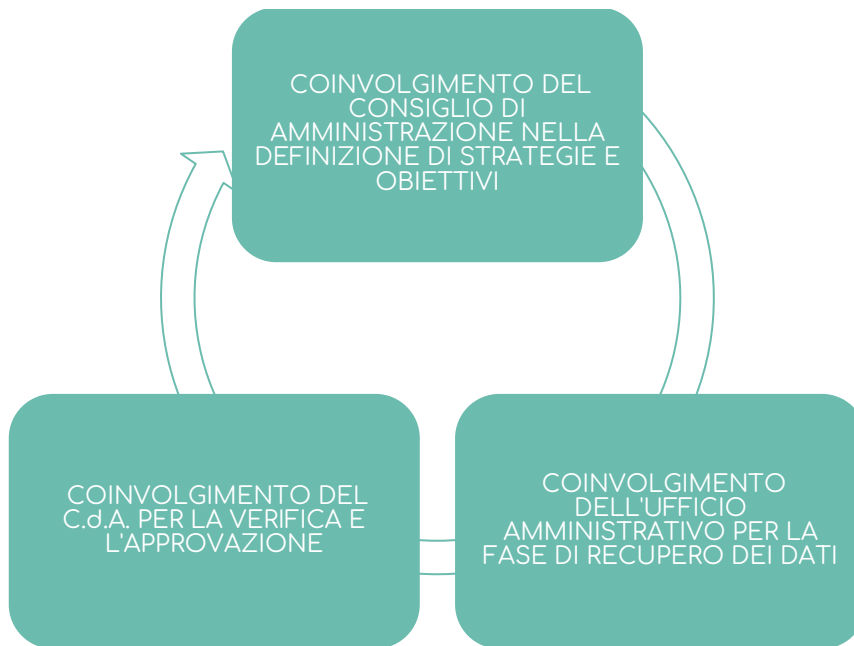 COINVOLGIMENTO DEL
CONSIGLIO DI
AMMINISTRAZIONE NELLA
DEFINIZIONE DI STRATEGIE E
OBIETTIVI
COINVOLGIMENTO
DELL'UFFICIO
AMMINISTRATIVO PER LA
FASE DI RECUPERO DEI DATI
COINVOLGIMENTO DEL
C.d.A. PER LA VERIFICA E
L'APPROVAZIONE